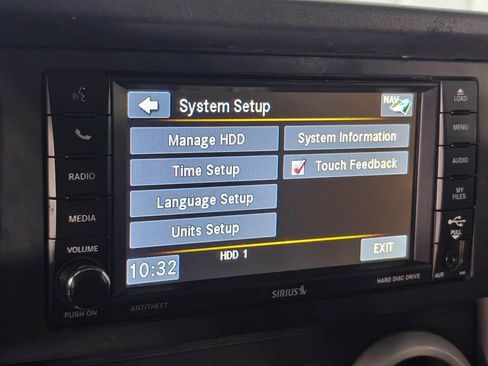 System Setup
NAV
Manage HDD
System Information
Time Setup
Touch Feedback
Language Setup
Units Setup
HDD 1
EXIT
10:32
RADIO
MEDIA
VOLUME
PUSH ON
ANTITHEFT
SIRIUS
HARD DISC DRIVE
LOAD
MENU
AUDIO
MY
FILES
PULL
AUX